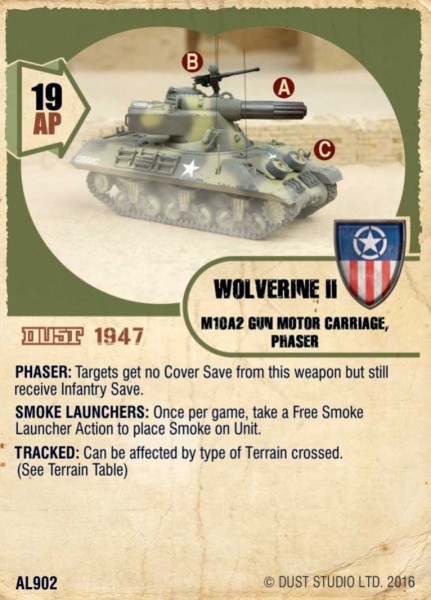 19
AP
B
A
C
USMC
WOLVERINE II
M10A2 GUN MOTOR CARRIAGE,
PHASER
DUST 1947
PHASER: Targets get no Cover Save from this weapon but still
receive Infantry Save.
SMOKE LAUNCHERS: Once per game, take a Free Smoke
Launcher Action to place Smoke on Unit.
TRACKED: Can be affected by type of Terrain crossed.
(See Terrain Table)
AL902
© DUST STUDIO LTD. 2016